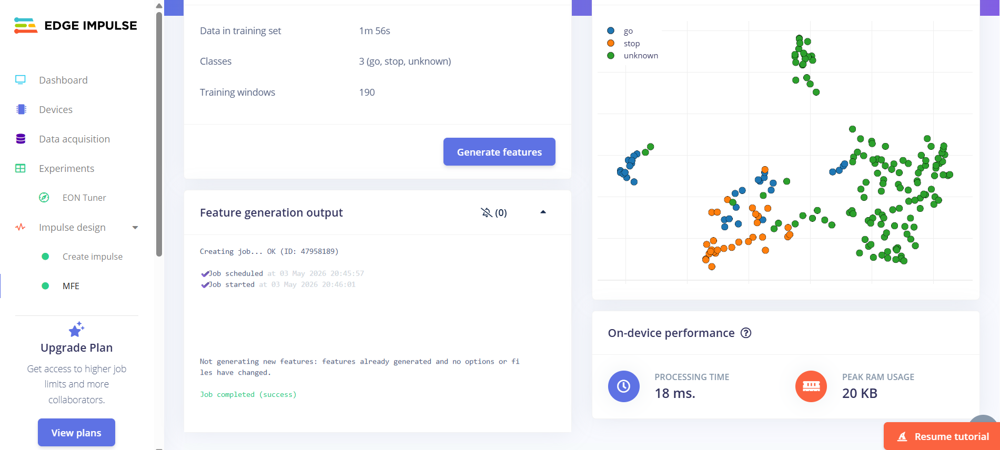 EDGE IMPULSE
Dashboard
Devices
Data acquisition
Experiments
EON Tuner
Impulse design
Create impulse
MFE
Upgrade Plan
Get access to higher job
limits and more
collaborators.
View plans
Data in training set 1m 56s
Classes 3 (go, stop, unknown)
Training windows 190
Generate features
Feature generation output (0)
Creating job... OK (ID: 47958189)
Job scheduled at 03 May 2026 20:45:57
Job started at 03 May 2026 20:46:01
Not generating new features: features already generated and no options or fi
les have changed.
Job completed (success)
go
stop
unknown
On-device performance
PROCESSING TIME
18 ms.
PEAK RAM USAGE
20 KB
Resume tutorial